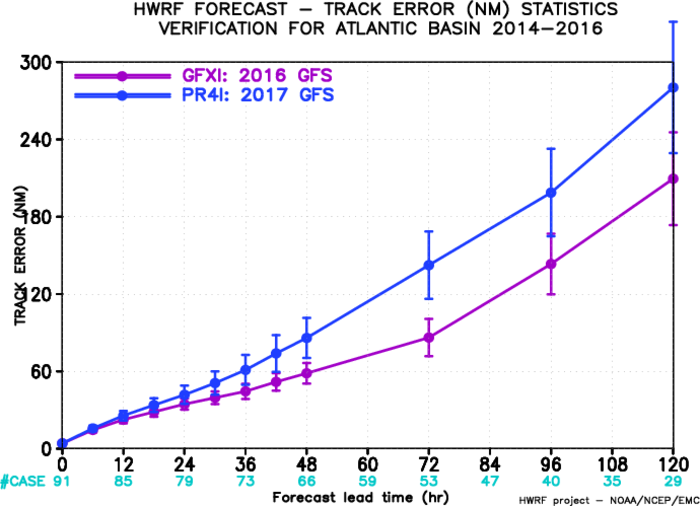 HWRF FORECAST – TRACK ERROR (NM) STATISTICS
VERIFICATION FOR ATLANTIC BASIN 2014–2016
GFXI: 2016 GFS
PR4I: 2017 GFS
300
240
180
120
60
0
TRACK ERROR (NM)
0 12 24 36 48 60 72 84 96 108 120
#CASE 91 85 79 73 66 59 53 47 40 35 29
Forecast lead time (hr)
HWRF project – NOAA/NCEP/EMC